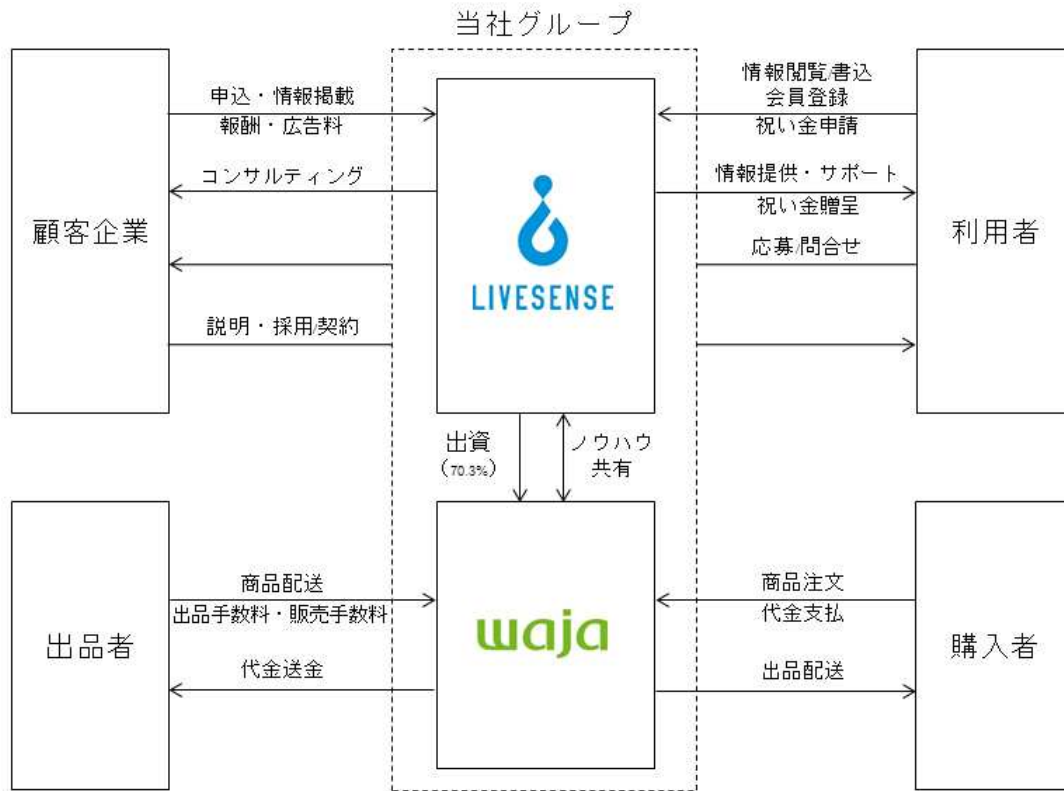 当社グループ
顧客企業
申込・情報掲載
報酬・広告料
コンサルティング
説明・採用/契約
LIVESENSE
情報閲覧/書込
会員登録
祝い金申請
情報提供・サポート
祝い金贈呈
応募/問合せ
利用者
出資
(70.3%)
ノウハウ
共有
出品者
商品配送
出品手数料・販売手数料
代金送金
waja
商品注文
代金支払
出品配送
購入者